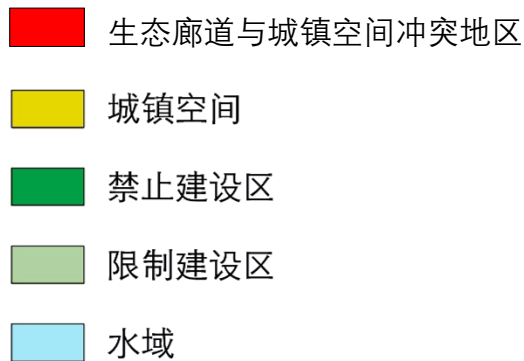 生态廊道与城镇空间冲突地区
城镇空间
禁止建设区
限制建设区
水域